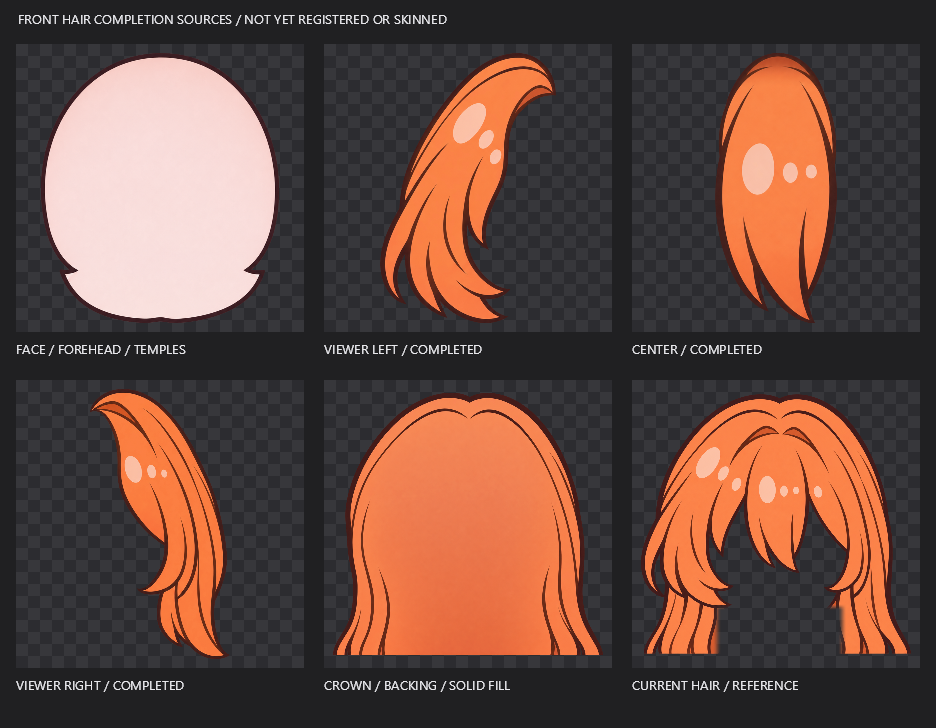 FRONT HAIR COMPLETION SOURCES / NOT YET REGISTERED OR SKINNED
FACE / FOREHEAD / TEMPLES
VIEWER LEFT / COMPLETED
CENTER / COMPLETED
VIEWER RIGHT / COMPLETED
CROWN / BACKING / SOLID FILL
CURRENT HAIR / REFERENCE